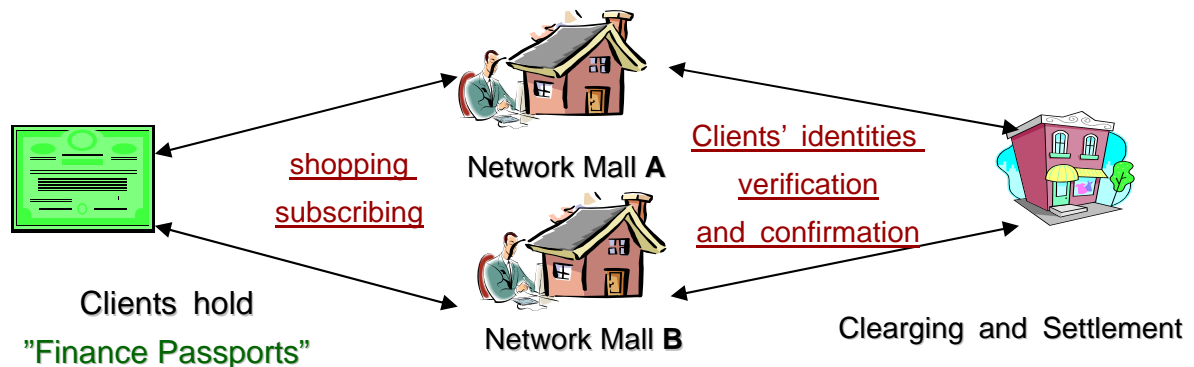 shopping
subscribing
Network Mall A
Clients’ identities
verification
and confirmation
Network Mall B
Clients hold
”Finance Passports”
Clearging and Settlement